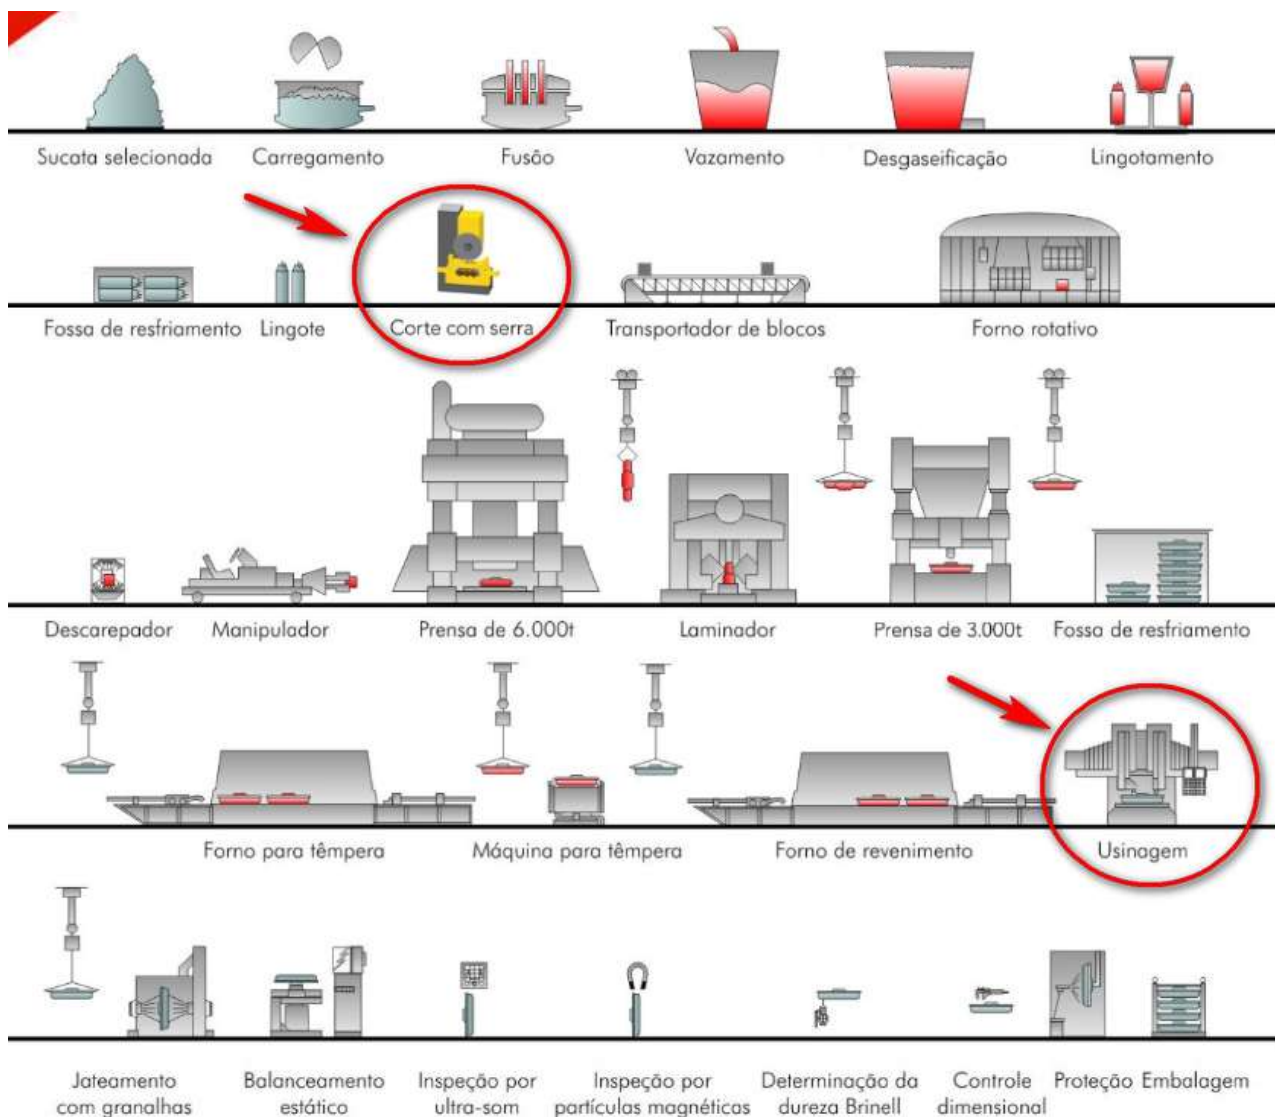 Sucata selecionada Carregamento Fusão Vazamento Desgaseificação Lingotamento
Fossa de resfriamento Lingote Corte com serra Transportador de blocos Forno rotativo
Descarepador Manipulador Prensa de 6.000t Laminador Prensa de 3.000t Fossa de resfriamento
Forno para têmpera Máquina para têmpera Forno de revenimento Usinagem
Jateamento
com granalhas
Balanceamento
estático
Inspeção por
ultra-som
Inspeção por
partículas magnéticas
Determinação da
dureza Brinell
Controle
dimensional
Proteção Embalagem